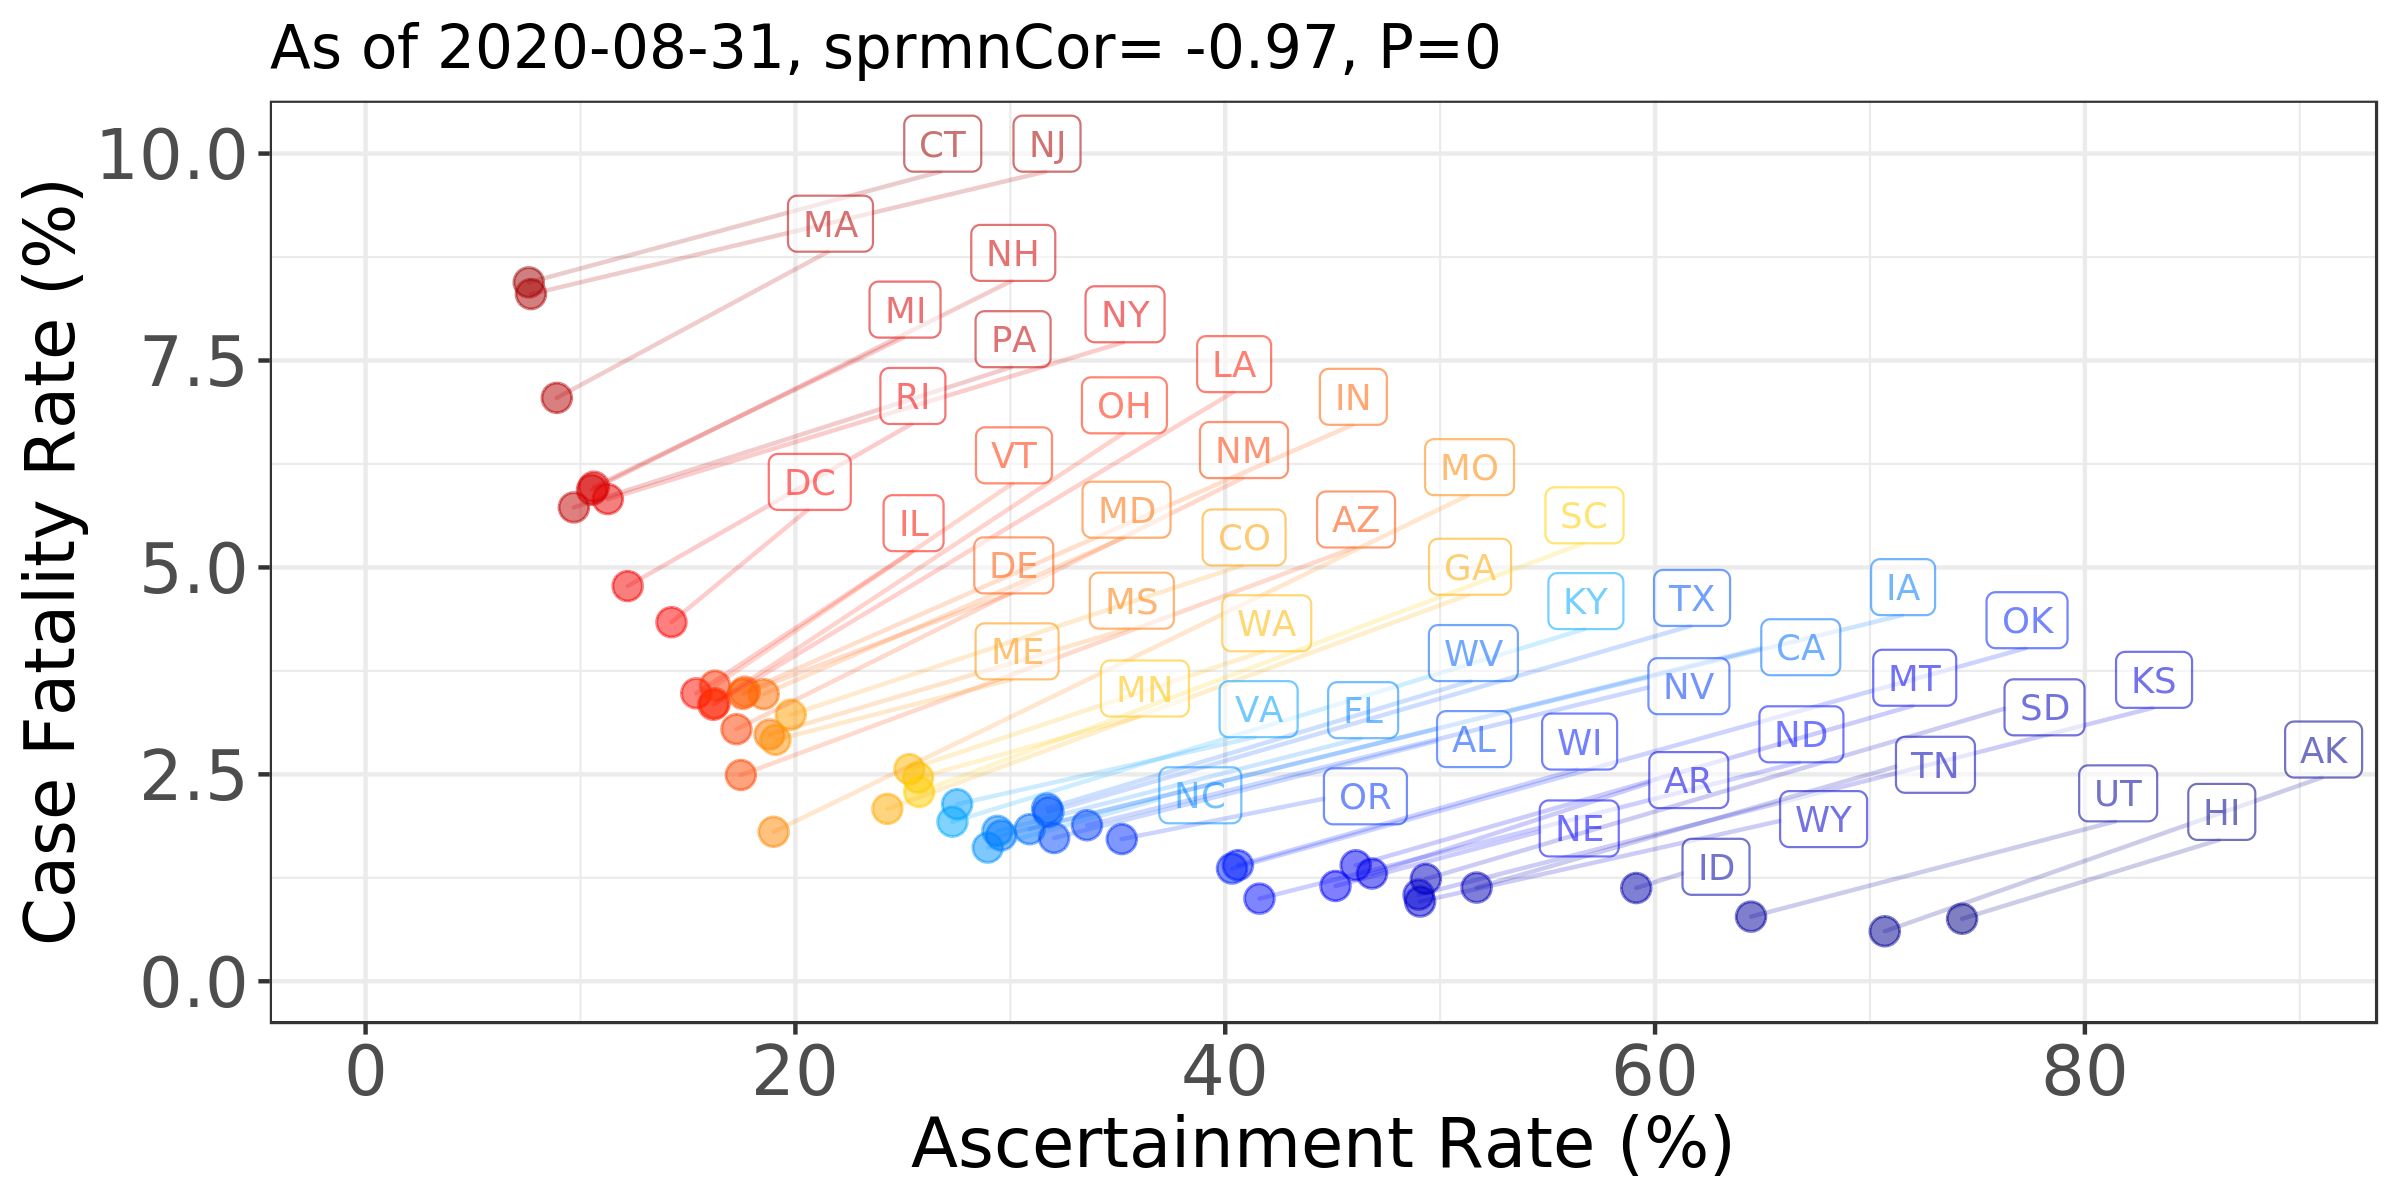 As of 2020-08-31, sprmnCor= -0.97, P=0
Case Fatality Rate (%)
10.0
7.5
5.0
2.5
0.0
CT NJ
MA
NH
MI NY
PA
LA
RI OH IN
VT NM
MO
DC
IL MD AZ SC
CO
DE GA
IA
MS KY TX
WA OK
ME WV CA
MN NV MT KS
VA FL SD
AL WI ND
AK
TN
NC OR AR UT
NE WY HI
ID
0 20 40 60 80
Ascertainment Rate (%)